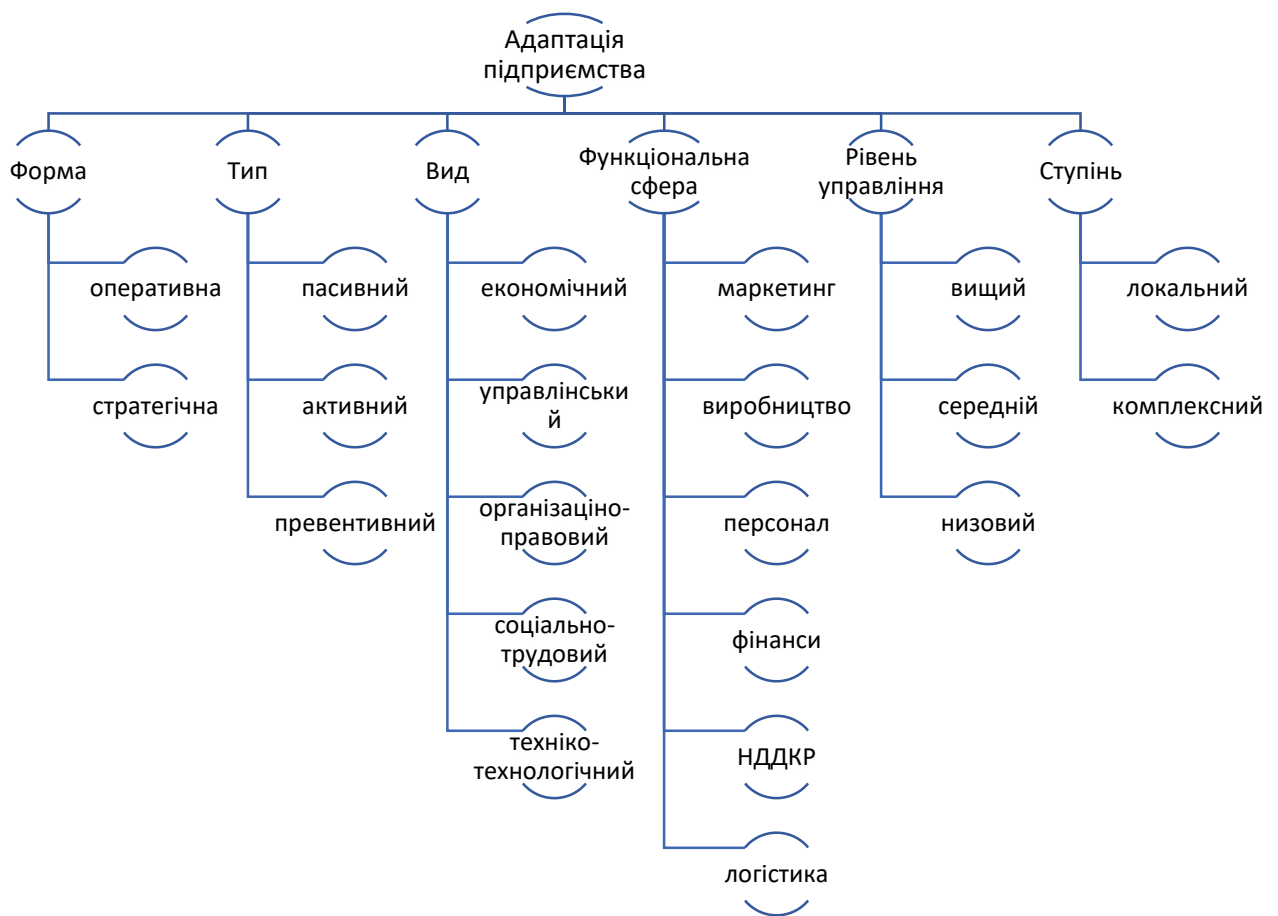 Адаптація
підприємства
Форма
Тип
Вид
Функціональна
сфера
Рівень
управління
Ступінь
оперативна
стратегічна
пасивний
активний
превентивний
економічний
управлінськи
й
організаціно-
правовий
соціально-
трудовий
техніко-
технологічний
маркетинг
виробництво
персонал
фінанси
НДДКР
логістика
вищий
середній
низовий
локальний
комплексний